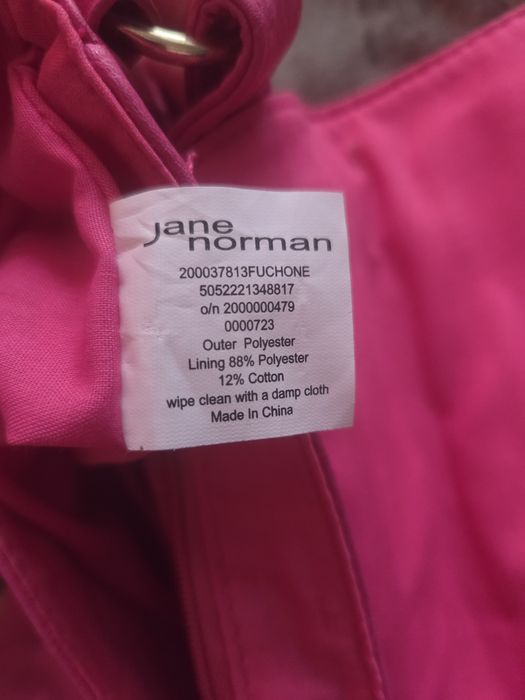 jane
norman
200037813FUCHONE
5052221348817
o/n 2000000479
0000723
Outer Polyester
Lining 88% Polyester
12% Cotton
wipe clean with a damp cloth
Made In China